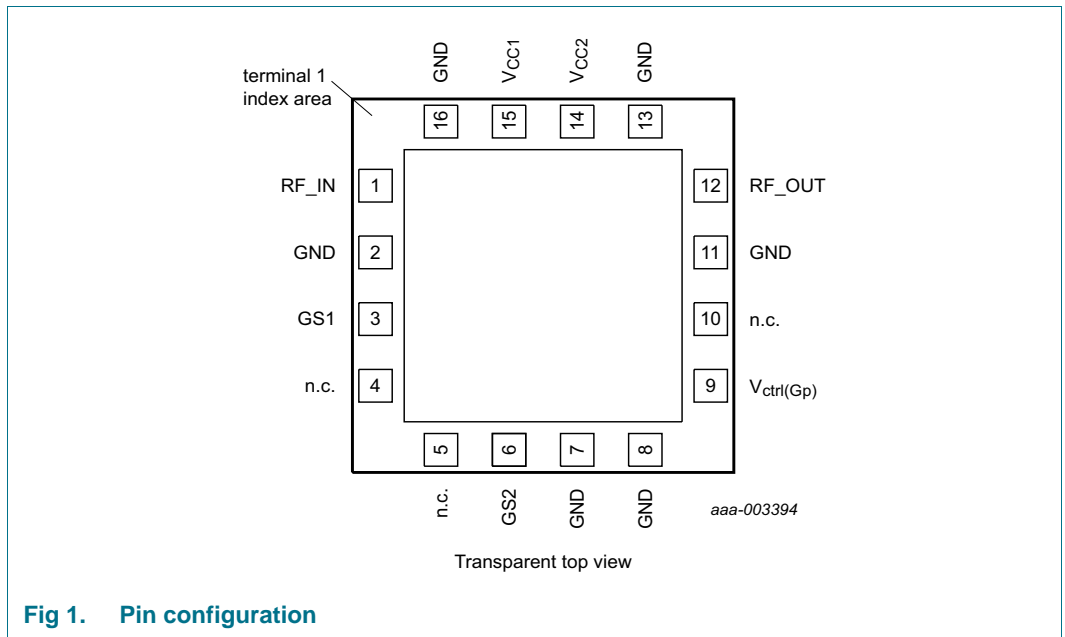 GND VCC1 VCC2 GND
terminal 1
index area
16 15 14 13
RF_IN 1 12 RF_OUT
GND 2 11 GND
GS1 3 10 n.c.
n.c. 4 9 Vctrl(Gp)
5 6 7 8
n.c. GS2 GND GND
aaa-003394
Transparent top view
Fig 1. Pin configuration